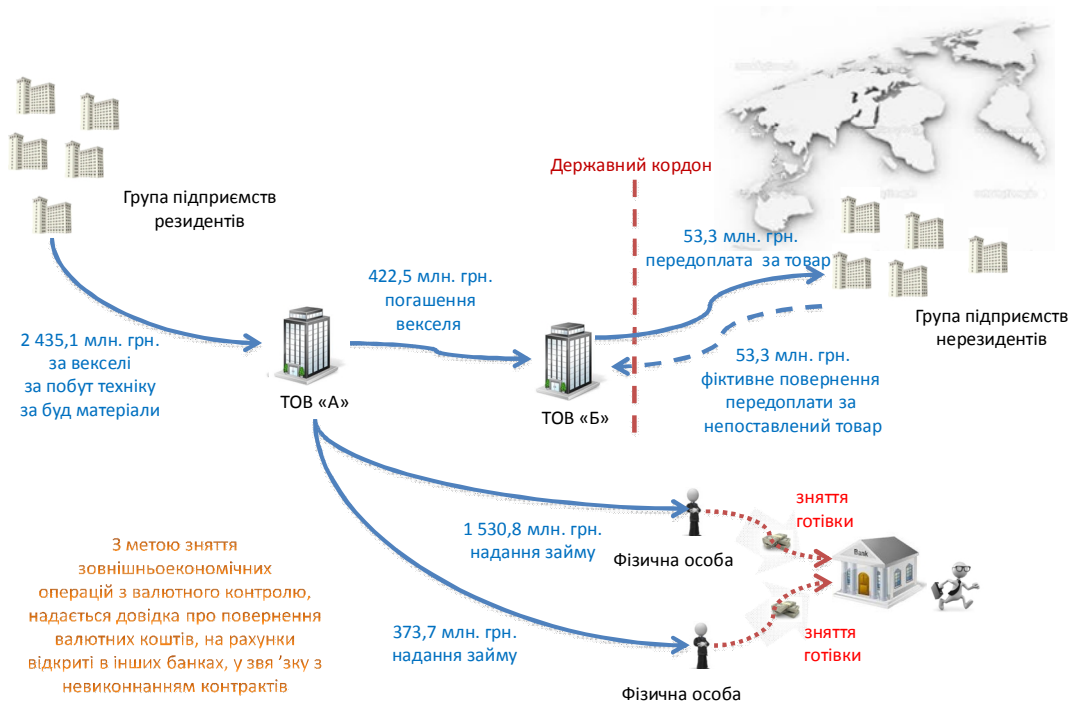 Державний кордон
Група підприємств
резидентів
53,3 млн. грн.
передоплата за товар
422,5 млн. грн.
погашення
векселя
Група підприємств
нерезидентів
2 435,1 млн. грн.
за векселі
за побут техніку
за буд матеріали
53,3 млн. грн.
фіктивне повернення
передоплати за
непоставлений товар
ТОВ «А»
ТОВ «Б»
зняття
готівки
1 530,8 млн. грн.
надання займу
Фізична особа
Bank
З метою зняття
зовнішньоекономічних
операцій з валютного контролю,
надається довідка про повернення
валютних коштів, на рахунки
відкриті в інших банках, у звя ’зку з
невиконнанням контрактів
373,7 млн. грн.
надання займу
зняття
готівки
Фізична особа